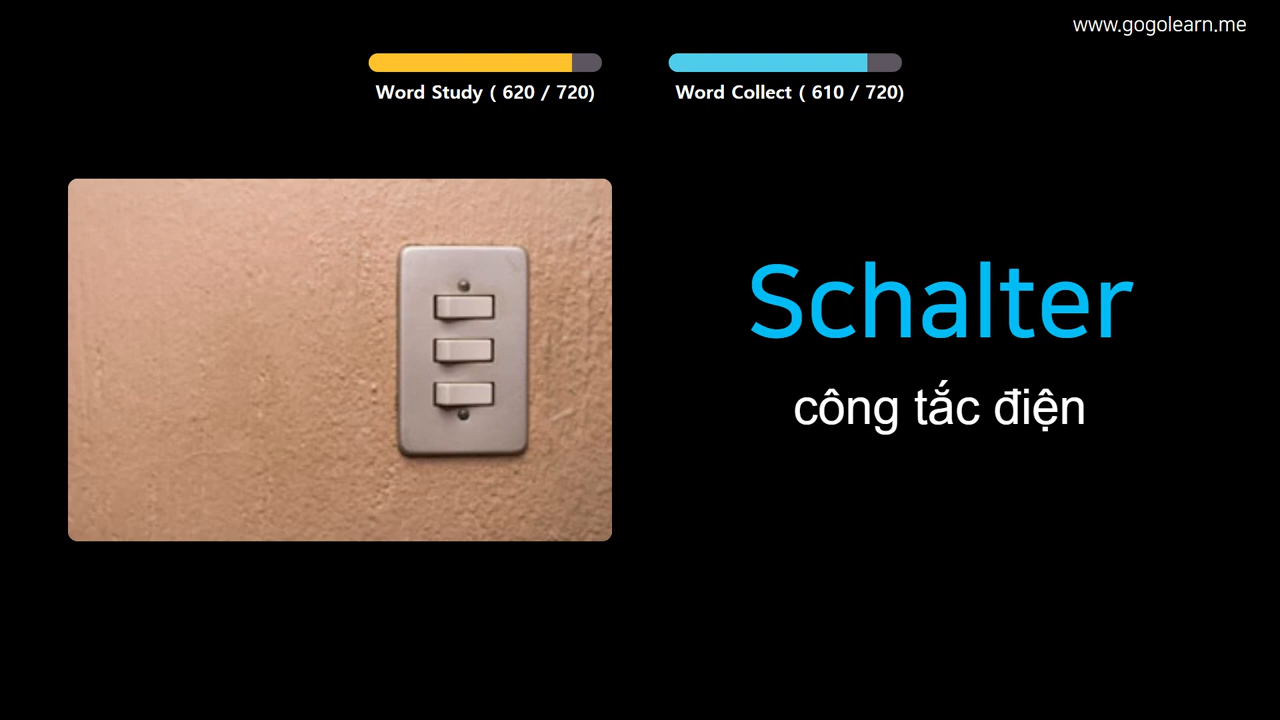 www.gogolearn.me
Word Study ( 620 / 720)
Word Collect ( 610 / 720)
Schalter
công tắc điện